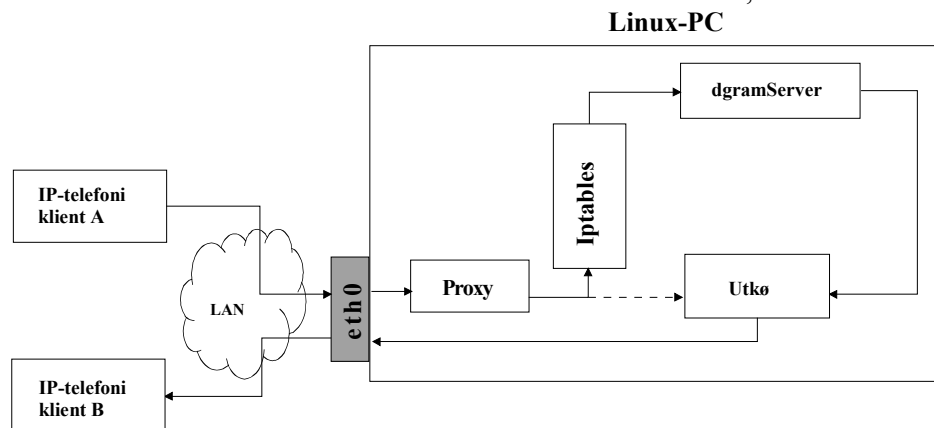 Linux-PC
dgramServer
Iptables
IP-telefoni
klient A
eth0
Proxy
Utkø
LAN
IP-telefoni
klient B